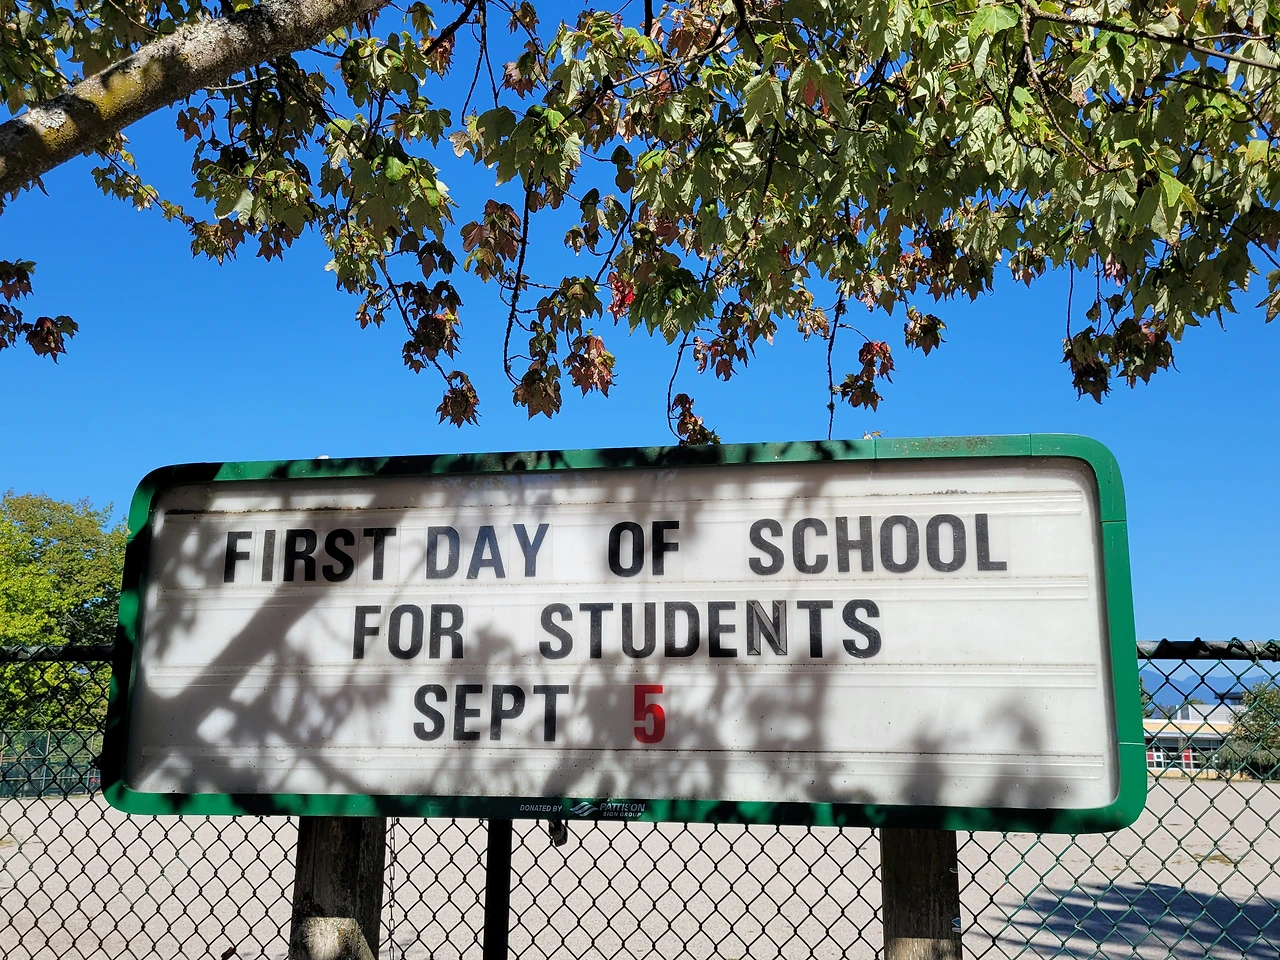 FIRST DAY OF SCHOOL
FOR STUDENTS
SEPT 5
DONATED BY PATTISON
SIGN GROUP